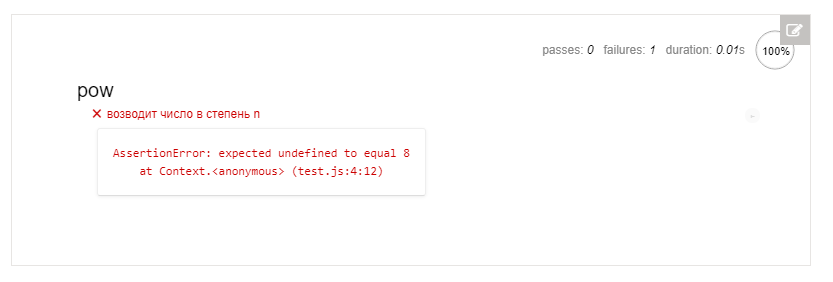 passes: 0 failures: 1 duration: 0.01s 100%
pow
возводит число в степень n
AssertionError: expected undefined to equal 8
at Context.<anonymous> (test.js:4:12)